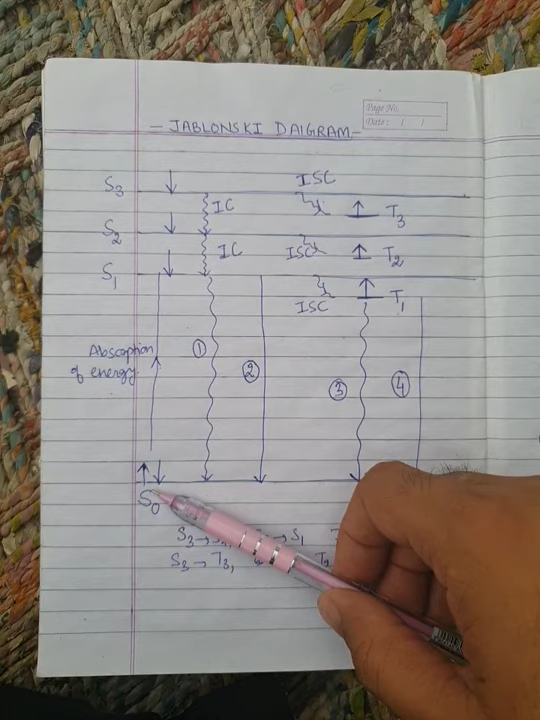 Page No.
Date: / /
- JABLONSKI DAIGRAM -
S3 ISC
IC T3
S2
IC ISC T2
S1
ISC T1
Absorption of energy
① ② ③ ④
S0
S3 → S1
S3 → T3, T2